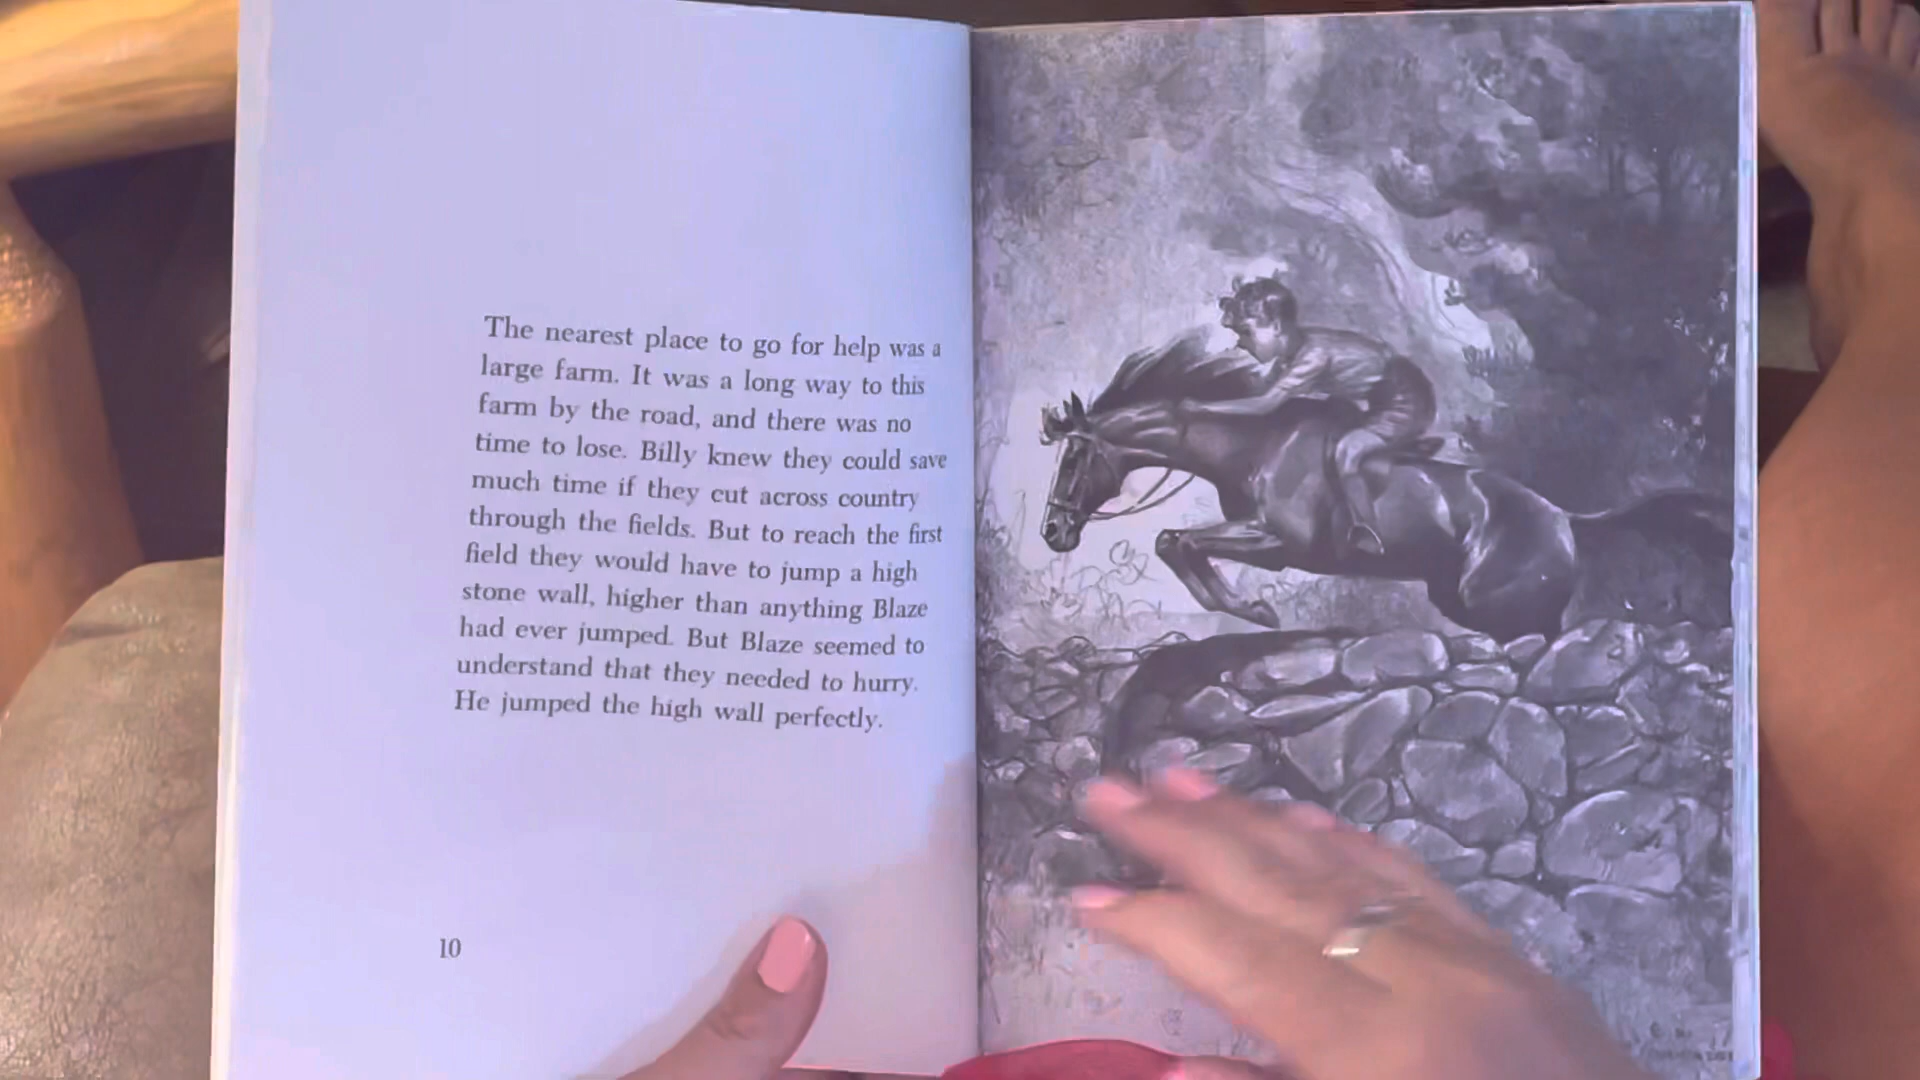 The nearest place to go for help was a
large farm. It was a long way to this
farm by the road, and there was no
time to lose. Billy knew they could save
much time if they cut across country
through the fields. But to reach the first
field they would have to jump a high
stone wall, higher than anything Blaze
had ever jumped. But Blaze seemed to
understand that they needed to hurry.
He jumped the high wall perfectly.
10